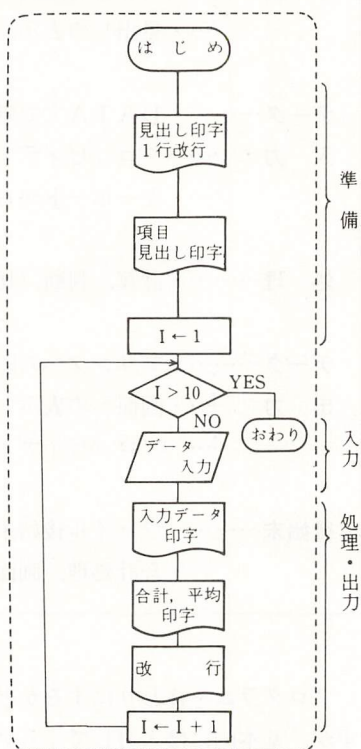 はじめ
見出し印字
1行改行
準備
項目
見出し印字
I←1
I>10
YES
NO
おわり
データ
入力
入力
入力データ
印字
処理・出力
合計，平均
印字
改行
I←I+1